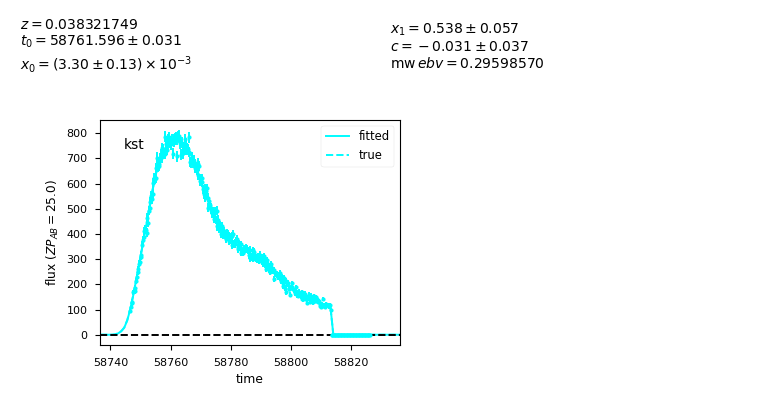 z = 0.038321749
t₀ = 58761.596 ± 0.031
x₀ = (3.30 ± 0.13) × 10⁻³
x₁ = 0.538 ± 0.057
c = −0.031 ± 0.037
mw ebv = 0.29598570
kst
fitted
true
800
700
600
500
400
300
200
100
0
flux (ZP_AB = 25.0)
58740 58760 58780 58800 58820
time